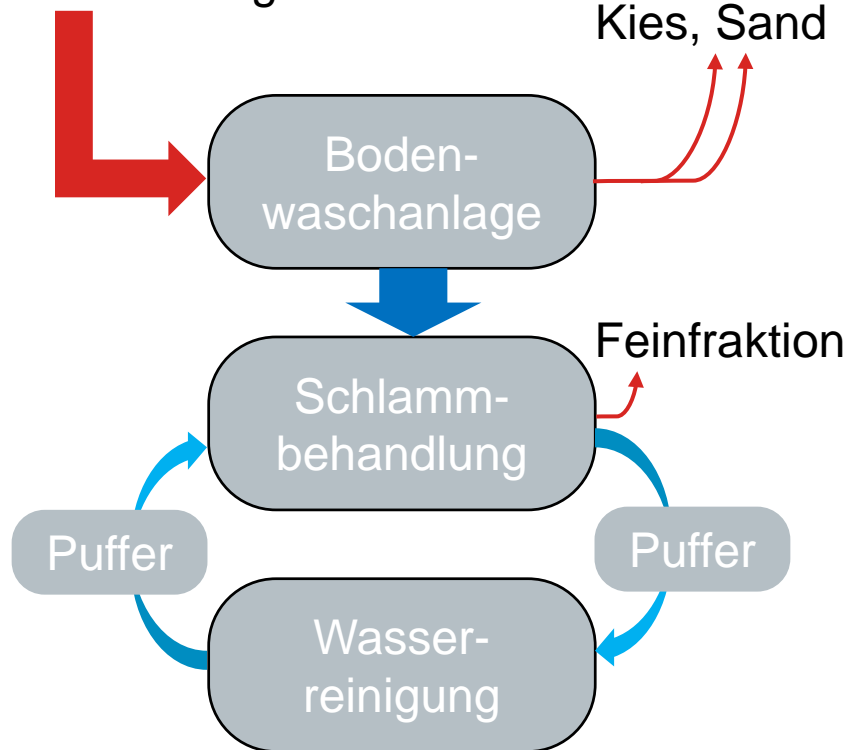 Kies, Sand
Boden-
waschanlage
Feinfraktion
Schlamm-
behandlung
Puffer
Puffer
Wasser-
reinigung